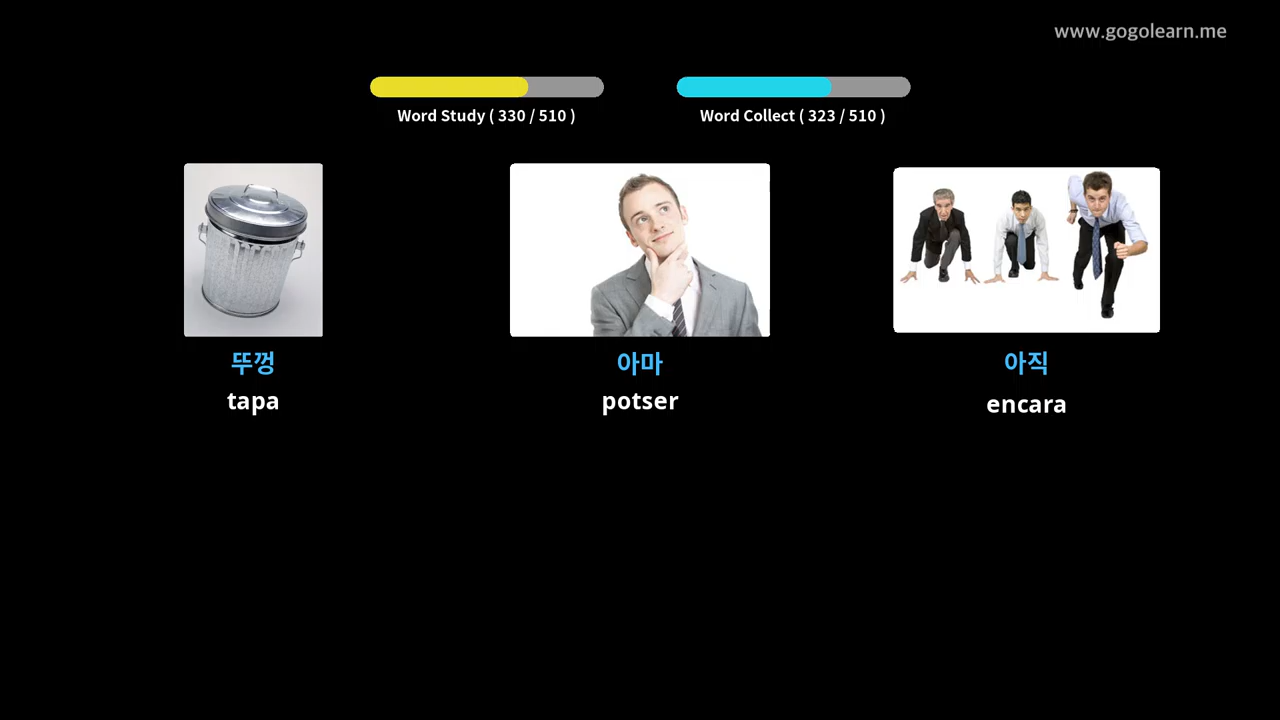 www.gogolearn.me
Word Study ( 330 / 510 )
Word Collect ( 323 / 510 )
뚜껑
아마
아직
tapa
potser
encara